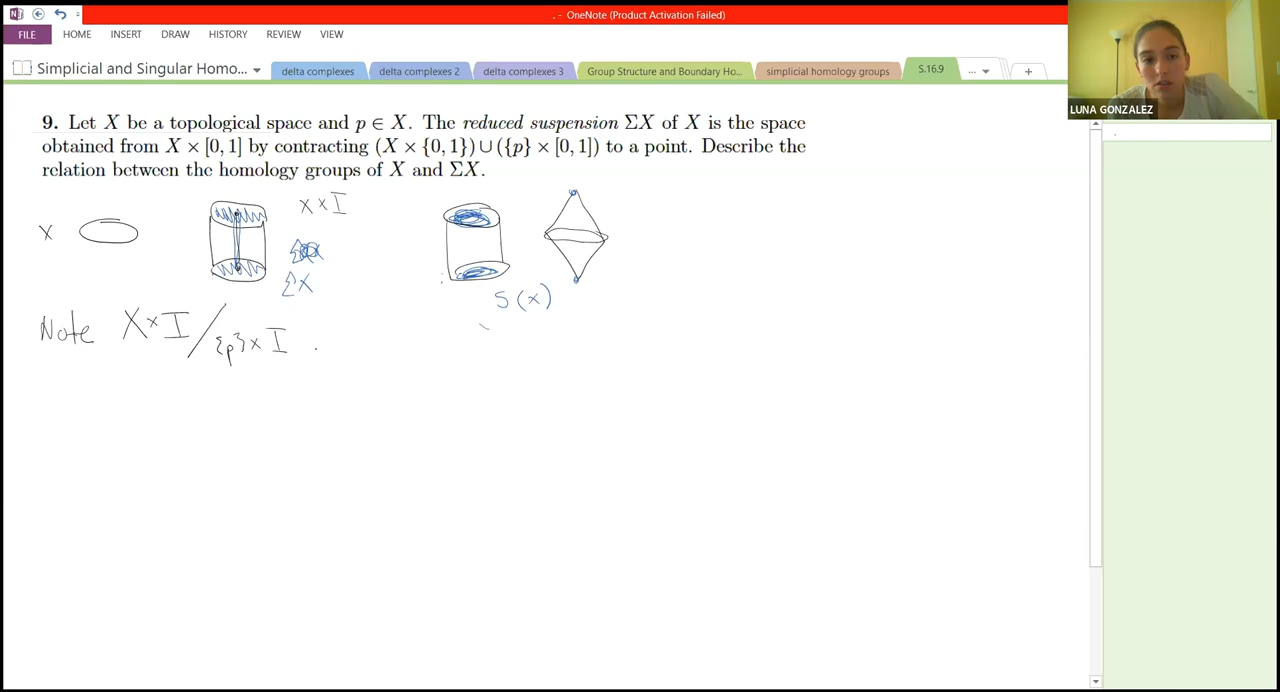 . - OneNote (Product Activation Failed)
FILE HOME INSERT DRAW HISTORY REVIEW VIEW
Simplicial and Singular Homo... delta complexes delta complexes 2 delta complexes 3 Group Structure and Boundary Ho... simplicial homology groups S.16.9 ...
LUNA GONZALEZ
9. Let X be a topological space and p ∈ X. The reduced suspension ΣX of X is the space
obtained from X × [0, 1] by contracting (X × {0, 1}) ∪ ({p} × [0, 1]) to a point. Describe the
relation between the homology groups of X and ΣX.
X × I
X
ΣX
S(X)
Note X × I / {p} × I .